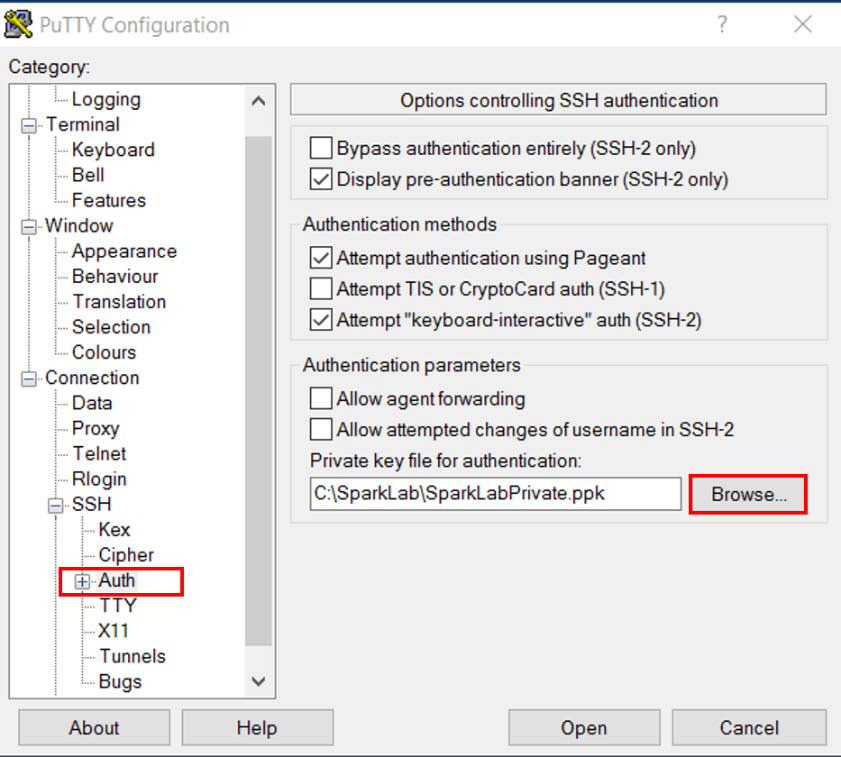 PuTTY Configuration
?
Category:
Logging
Terminal
Keyboard
Bell
Features
Window
Appearance
Behaviour
Translation
Selection
Colours
Connection
Data
Proxy
Telnet
Rlogin
SSH
Kex
Cipher
Auth
TTY
X11
Tunnels
Bugs
Options controlling SSH authentication
Bypass authentication entirely (SSH-2 only)
Display pre-authentication banner (SSH-2 only)
Authentication methods
Attempt authentication using Pageant
Attempt TIS or CryptoCard auth (SSH-1)
Attempt "keyboard-interactive" auth (SSH-2)
Authentication parameters
Allow agent forwarding
Allow attempted changes of username in SSH-2
Private key file for authentication:
C:\SparkLab\SparkLabPrivate.ppk
Browse...
About
Help
Open
Cancel